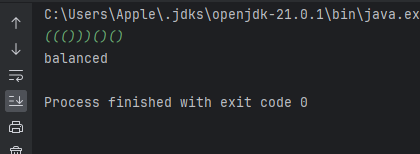 C:\Users\Apple\.jdks\openjdk-21.0.1\bin\java.ex
((()))()()
balanced
Process finished with exit code 0